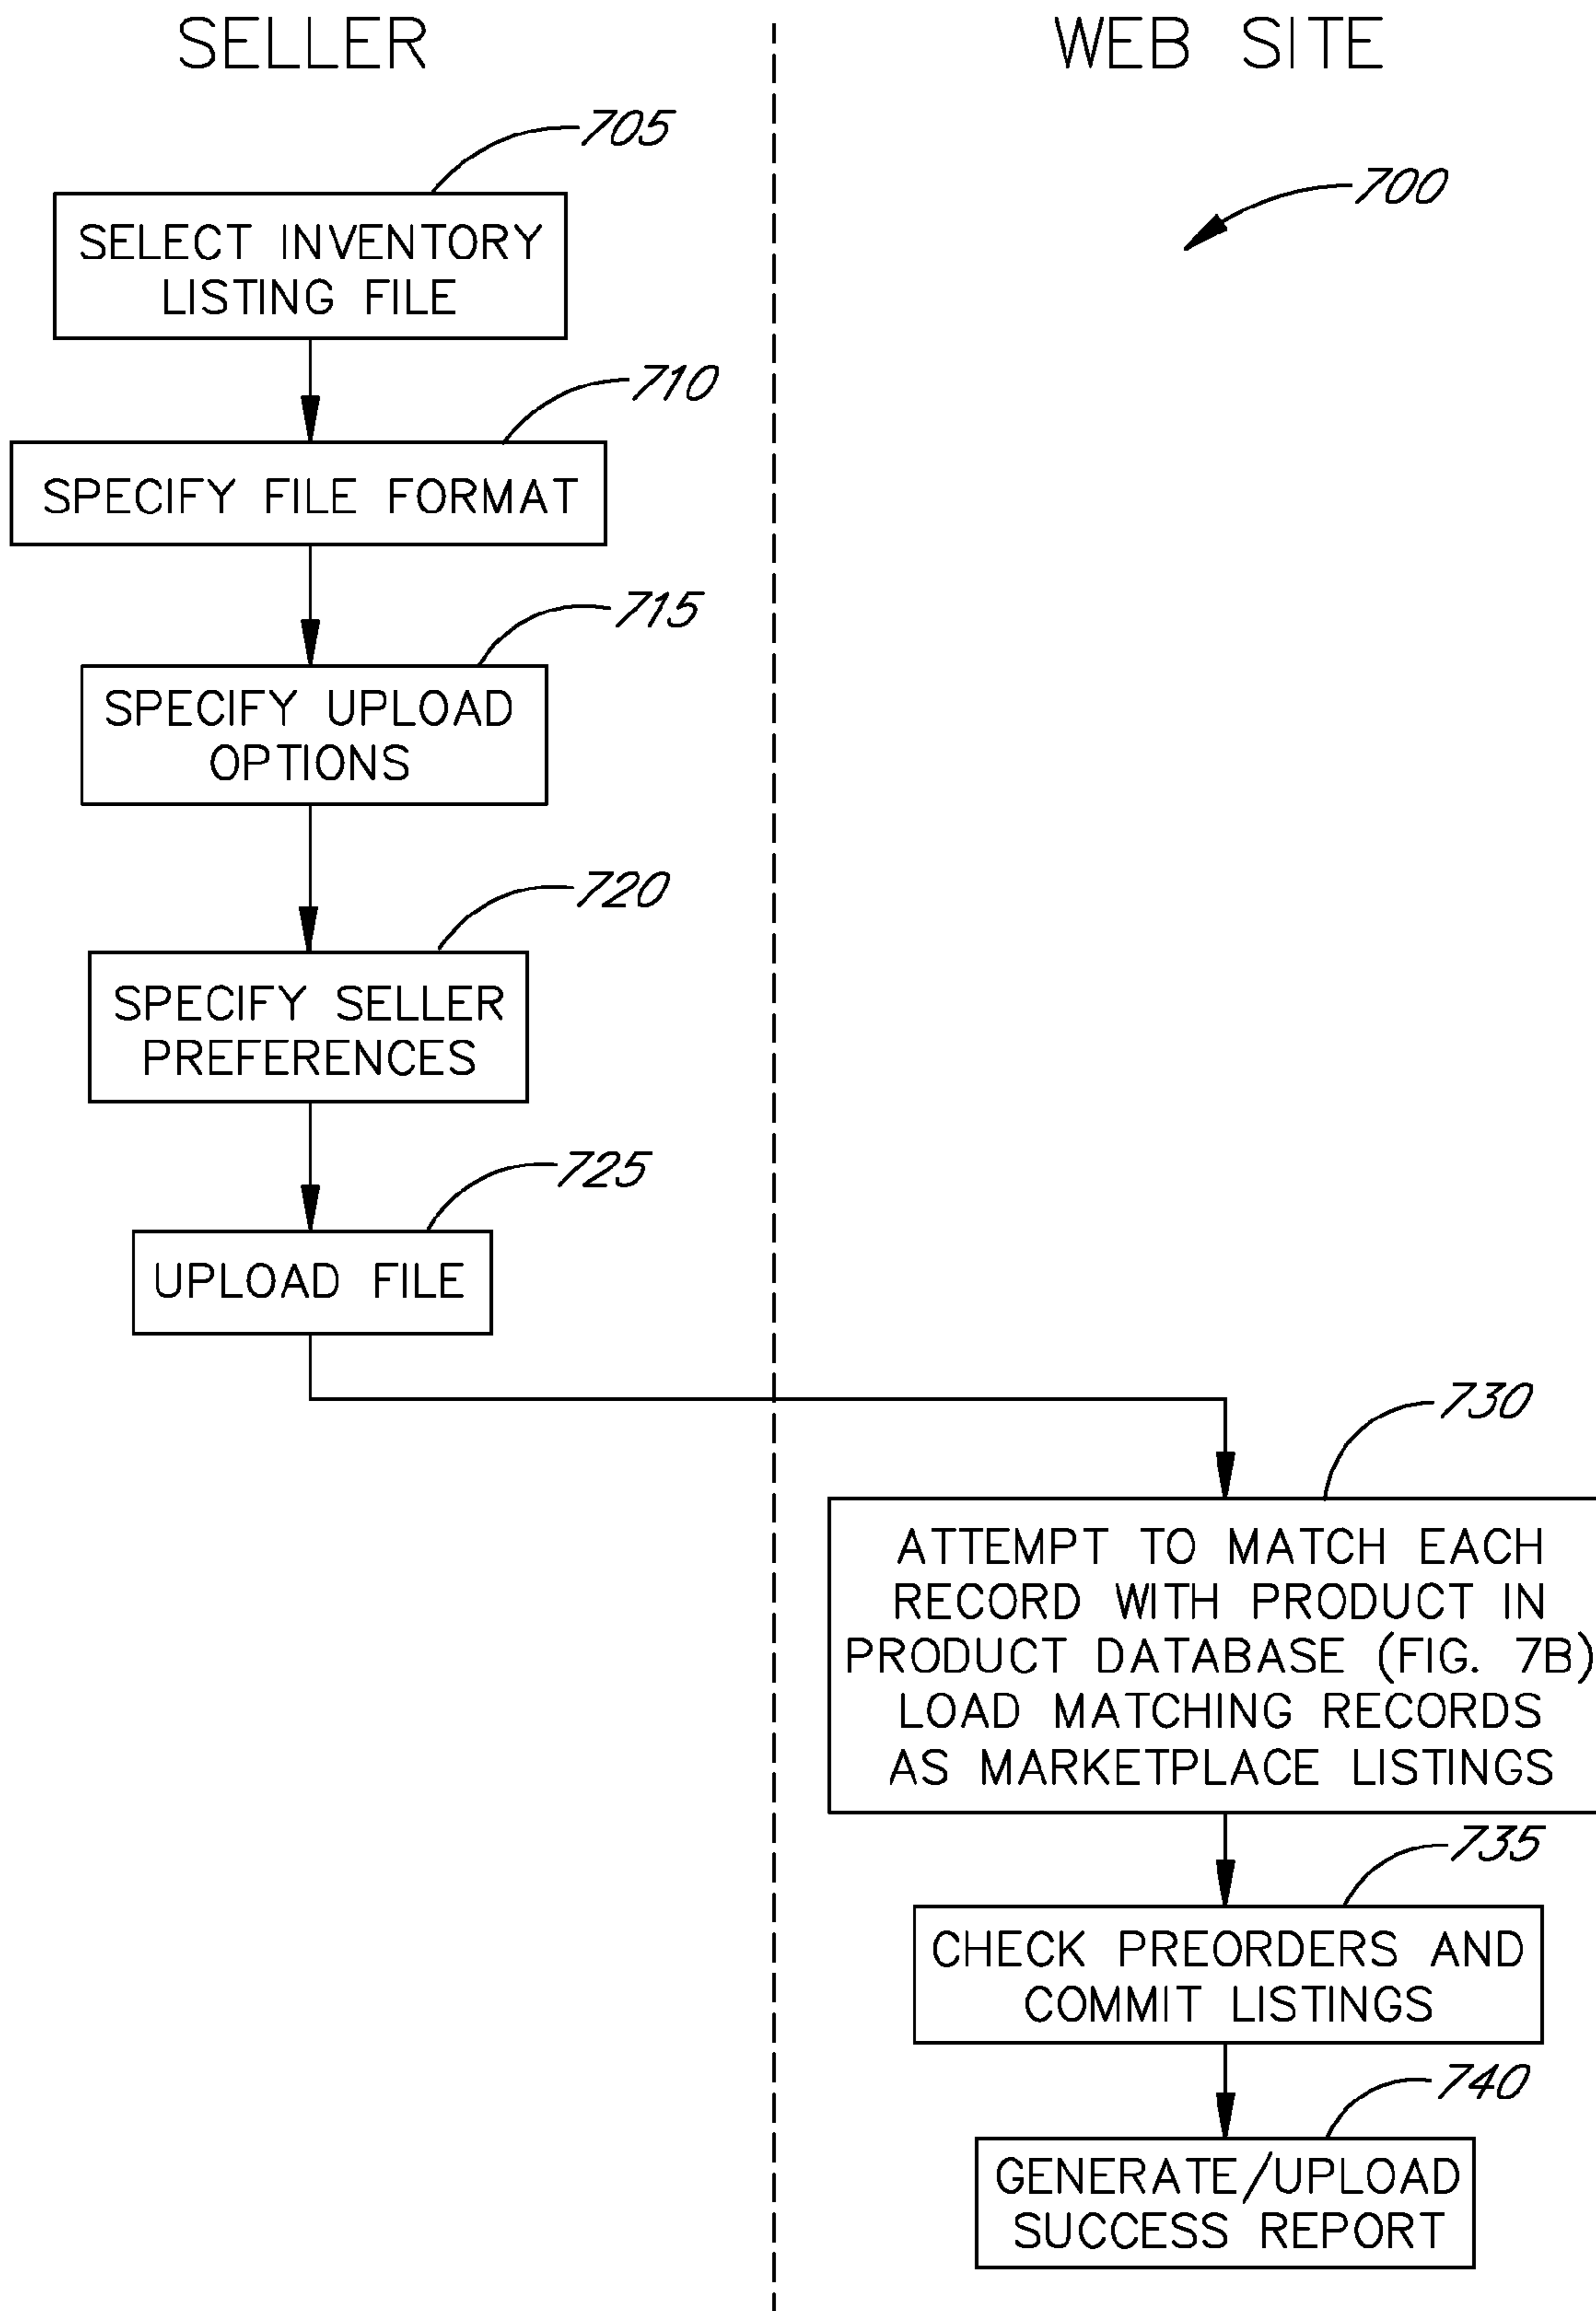 SELLER
WEB SITE
705
700
SELECT INVENTORY
LISTING FILE
710
SPECIFY FILE FORMAT
715
SPECIFY UPLOAD
OPTIONS
720
SPECIFY SELLER
PREFERENCES
725
UPLOAD FILE
730
ATTEMPT TO MATCH EACH
RECORD WITH PRODUCT IN
PRODUCT DATABASE (FIG. 7B)
LOAD MATCHING RECORDS
AS MARKETPLACE LISTINGS
735
CHECK PREORDERS AND
COMMIT LISTINGS
740
GENERATE/UPLOAD
SUCCESS REPORT